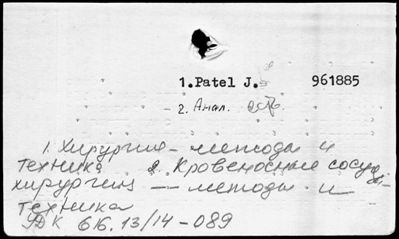 1.Patel J. 961885
2. Анал.
1. Хирургия - методы и
техника 2. Кровеносные сосуды -
хирургия — методы и
техника
УДК 616.13/14-089